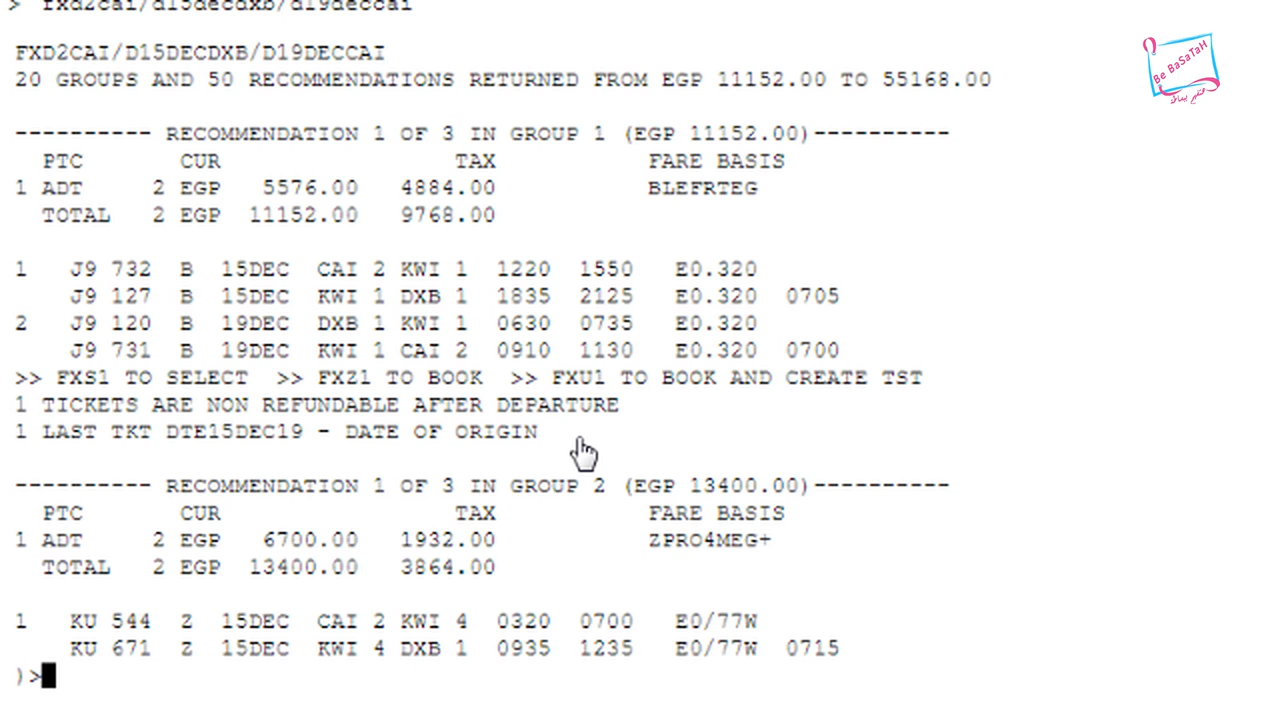 > fxd2cai/d15decdxb/d19deccai
FXD2CAI/D15DECDXB/D19DECCAI
20 GROUPS AND 50 RECOMMENDATIONS RETURNED FROM EGP 11152.00 TO 55168.00
---------- RECOMMENDATION 1 OF 3 IN GROUP 1 (EGP 11152.00)----------
PTC CUR TAX FARE BASIS
1 ADT 2 EGP 5576.00 4884.00 BLEFRTEG
TOTAL 2 EGP 11152.00 9768.00
1 J9 732 B 15DEC CAI 2 KWI 1 1220 1550 E0.320
J9 127 B 15DEC KWI 1 DXB 1 1835 2125 E0.320 0705
2 J9 120 B 19DEC DXB 1 KWI 1 0630 0735 E0.320
J9 731 B 19DEC KWI 1 CAI 2 0910 1130 E0.320 0700
>> FXS1 TO SELECT >> FXZ1 TO BOOK >> FXU1 TO BOOK AND CREATE TST
1 TICKETS ARE NON REFUNDABLE AFTER DEPARTURE
1 LAST TKT DTE15DEC19 - DATE OF ORIGIN
---------- RECOMMENDATION 1 OF 3 IN GROUP 2 (EGP 13400.00)----------
PTC CUR TAX FARE BASIS
1 ADT 2 EGP 6700.00 1932.00 ZPRO4MEG+
TOTAL 2 EGP 13400.00 3864.00
1 KU 544 Z 15DEC CAI 2 KWI 4 0320 0700 E0/77W
KU 671 Z 15DEC KWI 4 DXB 1 0935 1235 E0/77W 0715
)>
Be BaSaTaH